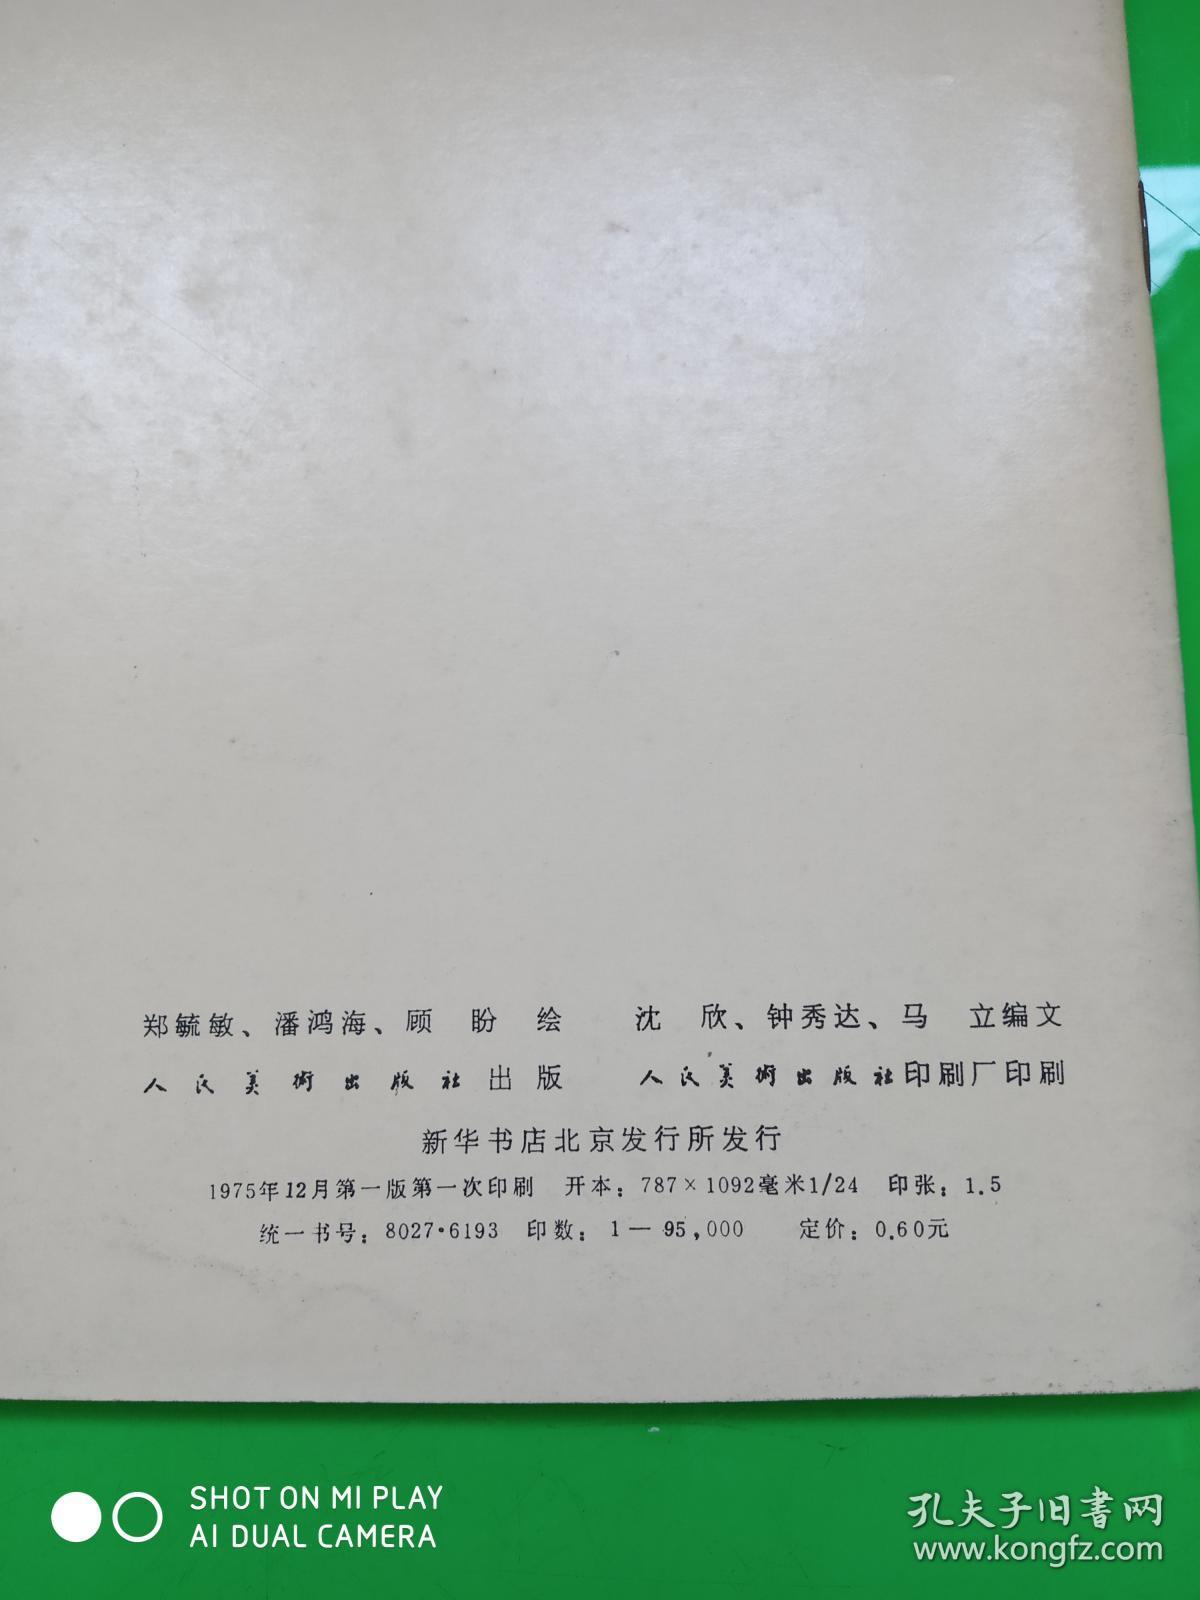 郑毓敏、潘鸿海、顾 盼 绘 沈 欣、钟秀达、马 立编文
人民美術出版社出版 人民美術出版社印刷厂印刷
新华书店北京发行所发行
1975年12月第一版第一次印刷 开本：787×1092毫米1/24 印张：1.5
统一书号：8027·6193 印数：1—95,000 定价：0.60元
SHOT ON MI PLAY
AI DUAL CAMERA
孔夫子旧書网
www.kongfz.com